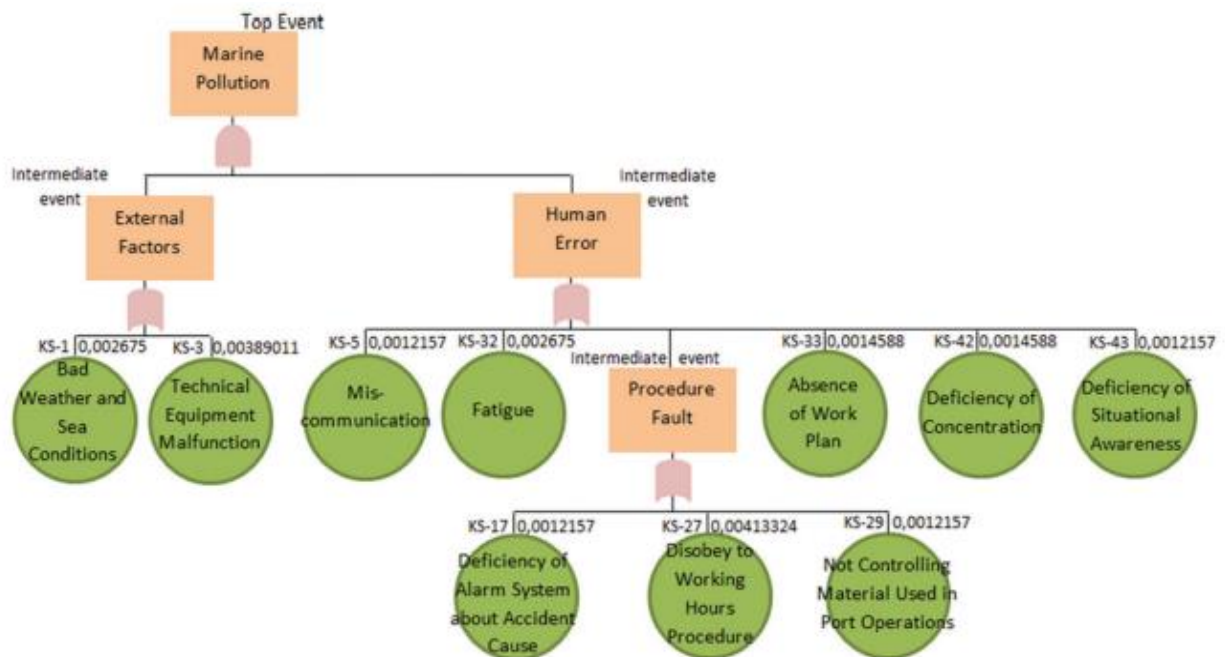 Top Event
Marine
Pollution
Intermediate
event
Intermediate
event
External
Factors
Human
Error
KS-1 0,002675
KS-3 0,00389011
KS-5 0,0012157
KS-32 0,002675
KS-33 0,0014588
KS-42 0,0014588
KS-43 0,0012157
Intermediate event
Bad
Weather and
Sea
Conditions
Technical
Equipment
Malfunction
Mis-
communication
Fatigue
Procedure
Fault
Absence
of Work
Plan
Deficiency of
Concentration
Deficiency of
Situational
Awareness
KS-17 0,0012157
KS-27 0,00413324
KS-29 0,0012157
Deficiency of
Alarm System
about Accident
Cause
Disobey to
Working
Hours
Procedure
Not Controlling
Material Used in
Port Operations